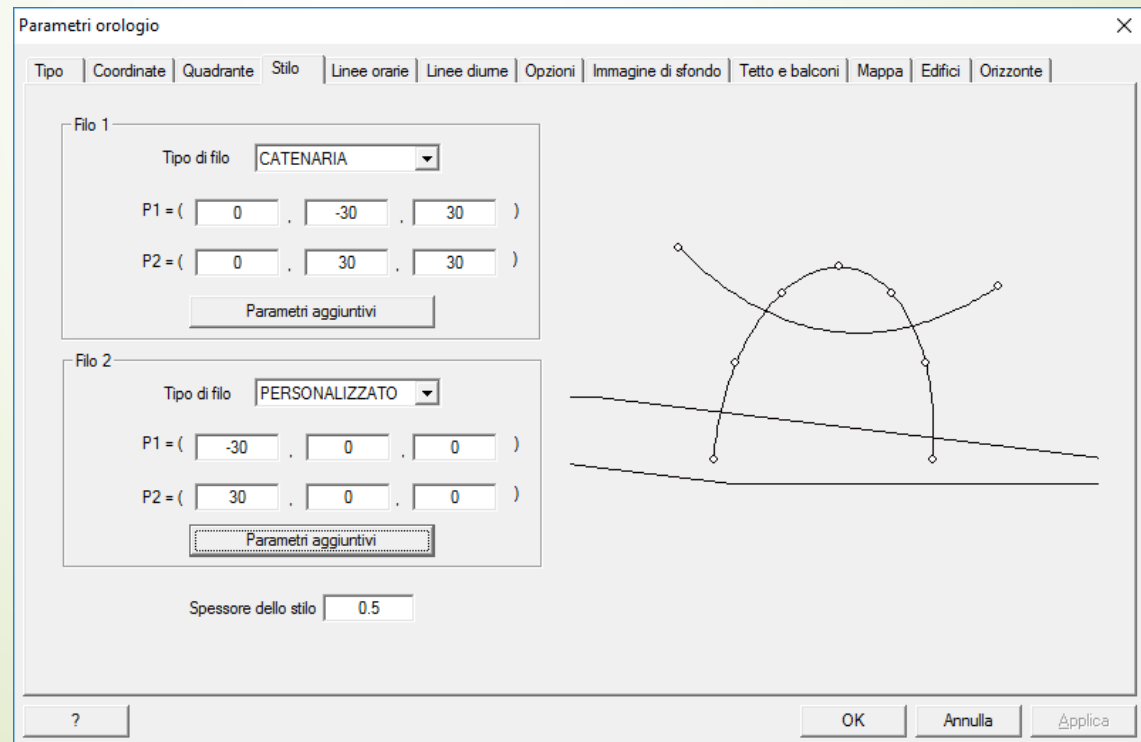 Parametri orologio
Tipo Coordinate Quadrante Stilo Linee orarie Linee diurne Opzioni Immagine di sfondo Tetto e balconi Mappa Edifici Orizzonte
Filo 1
Tipo di filo CATENARIA
P1 = ( 0 , -30 , 30 )
P2 = ( 0 , 30 , 30 )
Parametri aggiuntivi
Filo 2
Tipo di filo PERSONALIZZATO
P1 = ( -30 , 0 , 0 )
P2 = ( 30 , 0 , 0 )
Parametri aggiuntivi
Spessore dello stilo 0.5
? OK Annulla Applica